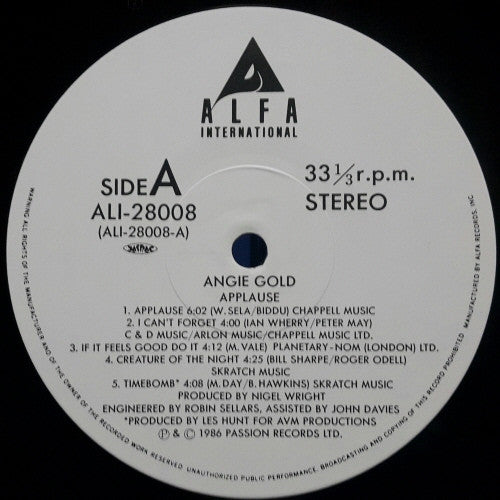 ALFA
INTERNATIONAL
SIDE A
ALI-28008
(ALI-28008-A)
33 1/3 r.p.m.
STEREO
ANGIE GOLD
APPLAUSE
1. APPLAUSE 6:02 (W. SELA/BIDDU) CHAPPELL MUSIC
2. I CAN'T FORGET 4:00 (IAN WHERRY/PETER MAY)
C & D MUSIC/ARLON MUSIC/CHAPPELL MUSIC LTD.
3. IF IT FEELS GOOD DO IT 4:12 (M. VALE) PLANETARY-NOM (LONDON) LTD.
4. CREATURE OF THE NIGHT 4:25 (BILL SHARPE/ROGER ODELL)
SKRATCH MUSIC
5. TIMEBOMB* 4:08 (M. DAY/B. HAWKINS) SKRATCH MUSIC
PRODUCED BY NIGEL WRIGHT
ENGINEERED BY ROBIN SELLARS, ASSISTED BY JOHN DAVIES
*PRODUCED BY LES HUNT FOR AVM PRODUCTIONS
Ⓟ & © 1986 PASSION RECORDS LTD.
WARNING: ALL RIGHTS OF THE MANUFACTURER AND OF THE OWNER OF THE RECORDED WORK RESERVED. UNAUTHORIZED PUBLIC PERFORMANCE, BROADCASTING AND COPYING OF THIS RECORD PROHIBITED. MANUFACTURED BY ALFA RECORDS, INC.